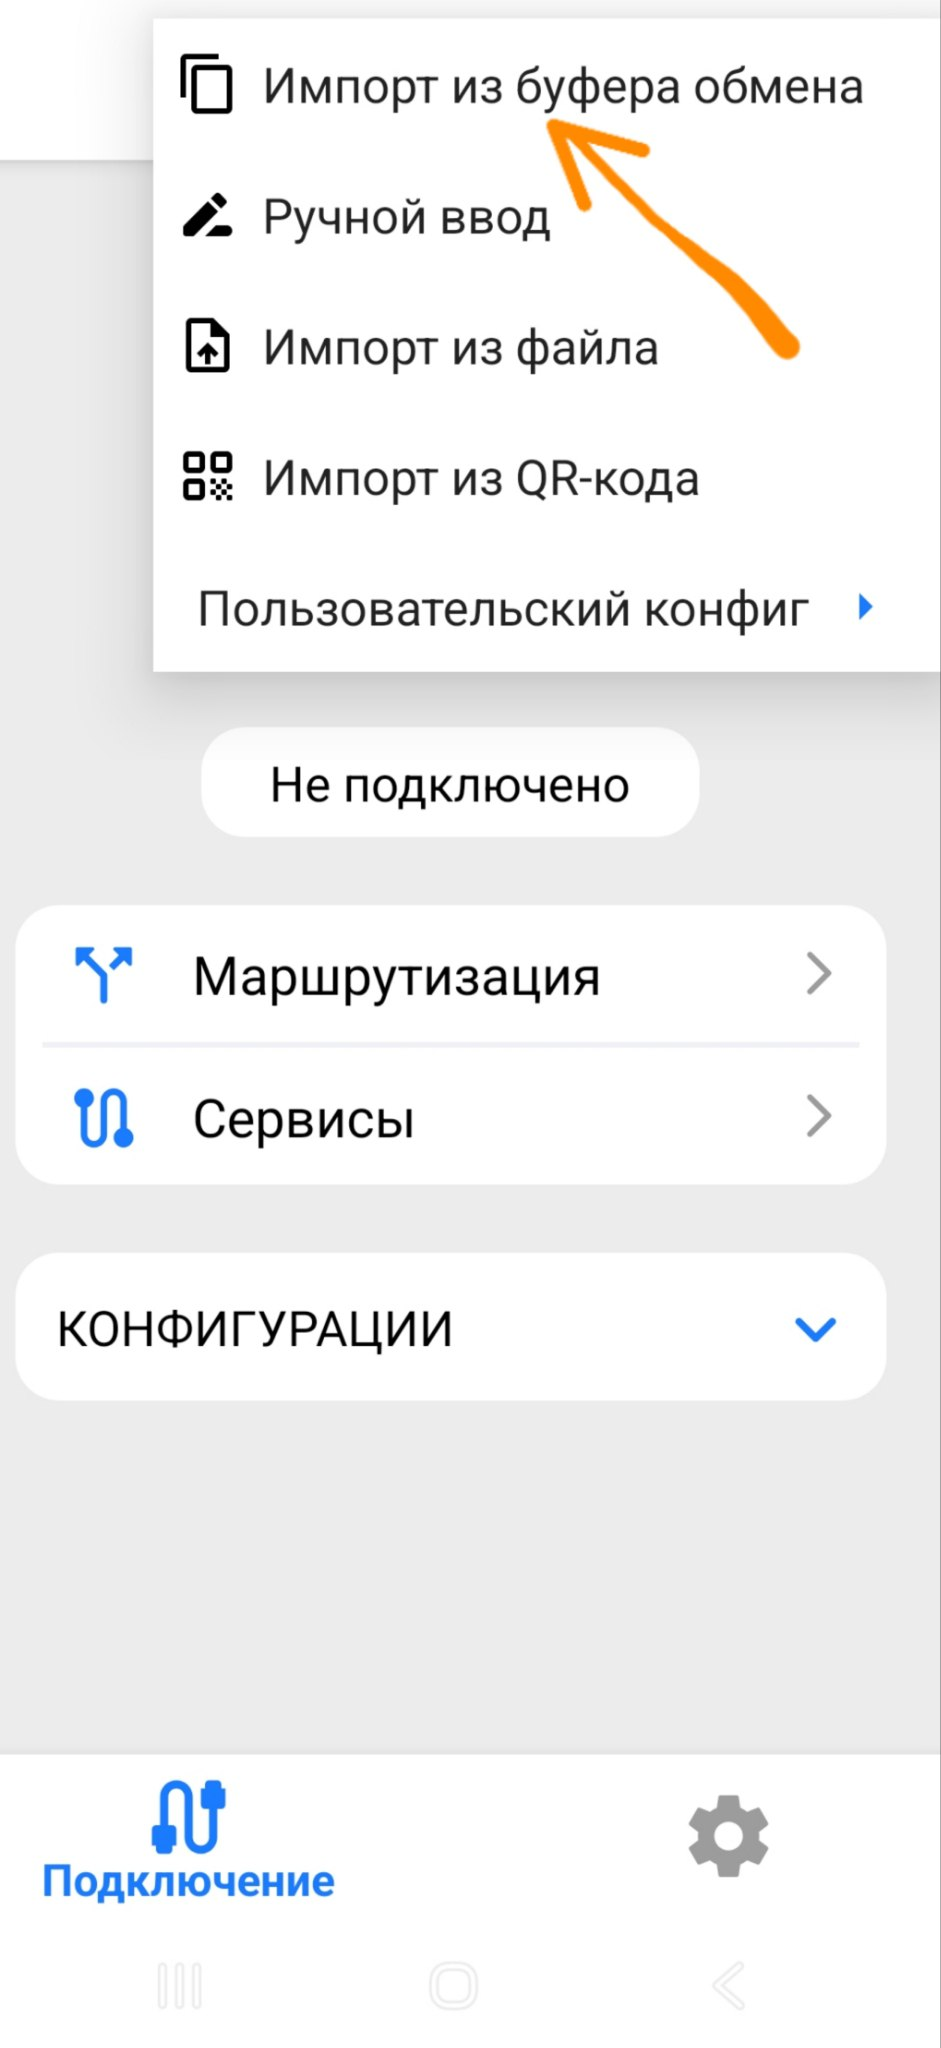 Импорт из буфера обмена
Ручной ввод
Импорт из файла
Импорт из QR-кода
Пользовательский конфиг
Не подключено
Маршрутизация
Сервисы
КОНФИГУРАЦИИ
Подключение